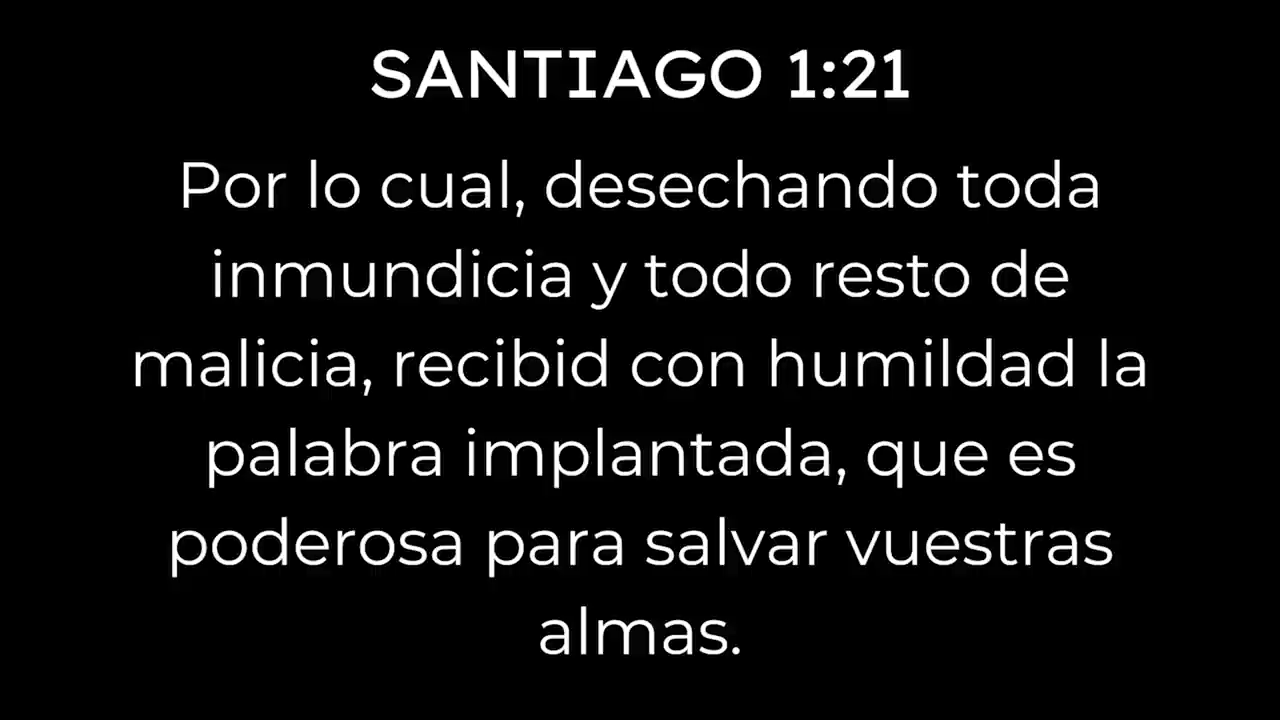 SANTIAGO 1:21
Por lo cual, desechando toda
inmundicia y todo resto de
malicia, recibid con humildad la
palabra implantada, que es
poderosa para salvar vuestras
almas.